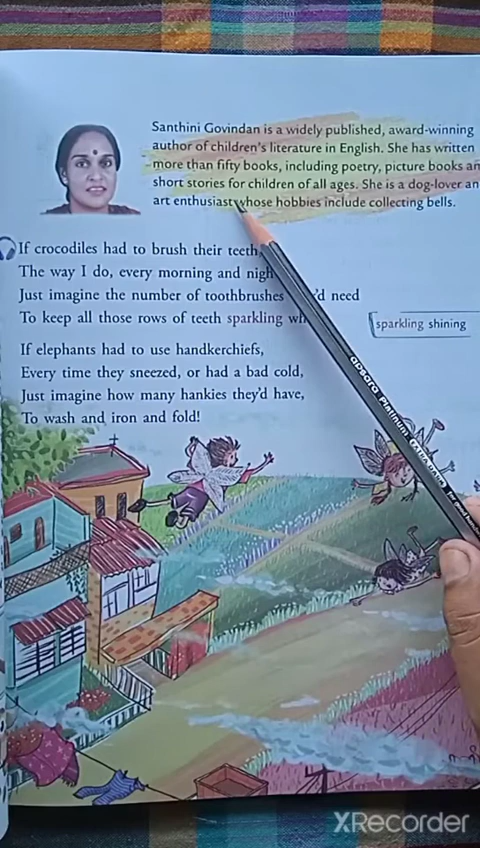 Santhini Govindan is a widely published, award-winning
author of children's literature in English. She has written
more than fifty books, including poetry, picture books an
short stories for children of all ages. She is a dog-lover an
art enthusiast whose hobbies include collecting bells.
If crocodiles had to brush their teeth,
The way I do, every morning and nigh
Just imagine the number of toothbrushes 'd need
To keep all those rows of teeth sparkling wh
sparkling shining
If elephants had to use handkerchiefs,
Every time they sneezed, or had a bad cold,
Just imagine how many hankies they'd have,
To wash and iron and fold!
apsara Platinum EXTRA DARK
XRecorder